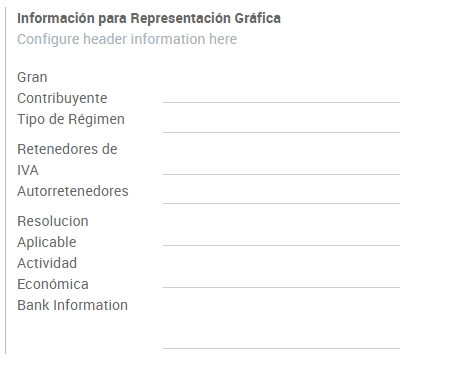 Información para Representación Gráfica
Configure header information here
Gran
Contribuyente
Tipo de Régimen
Retenedores de
IVA
Autorretenedores
Resolucion
Aplicable
Actividad
Económica
Bank Information